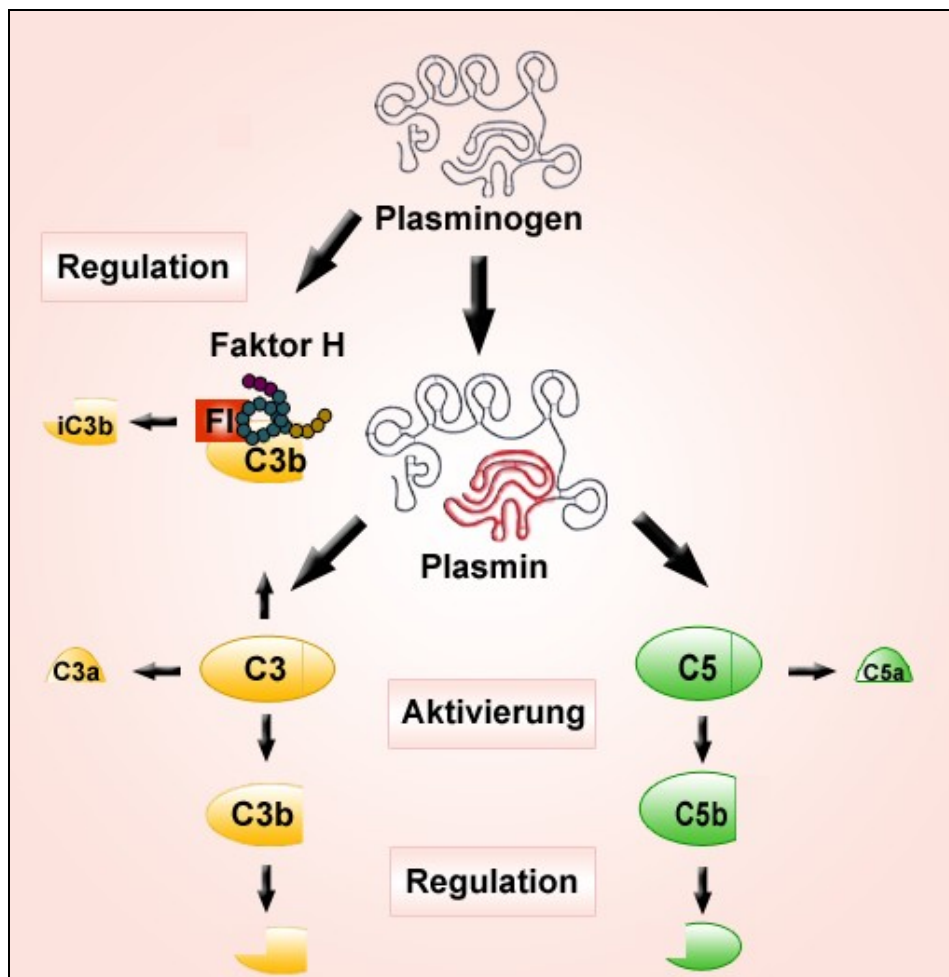 Plasminogen
Regulation
Faktor H
iC3b
FI
C3b
Plasmin
C3a
C3
C5
C5a
Aktivierung
C3b
C5b
Regulation